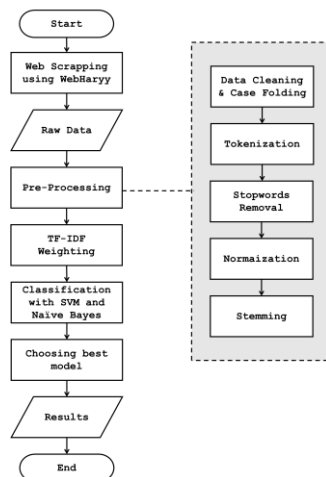 Start
Web Scrapping
using WebHaryy
Raw Data
Pre-Processing
TF-IDF
Weighting
Classification
with SVM and
Naïve Bayes
Choosing best
model
Results
End
Data Cleaning
& Case Folding
Tokenization
Stopwords
Removal
Normaization
Stemming